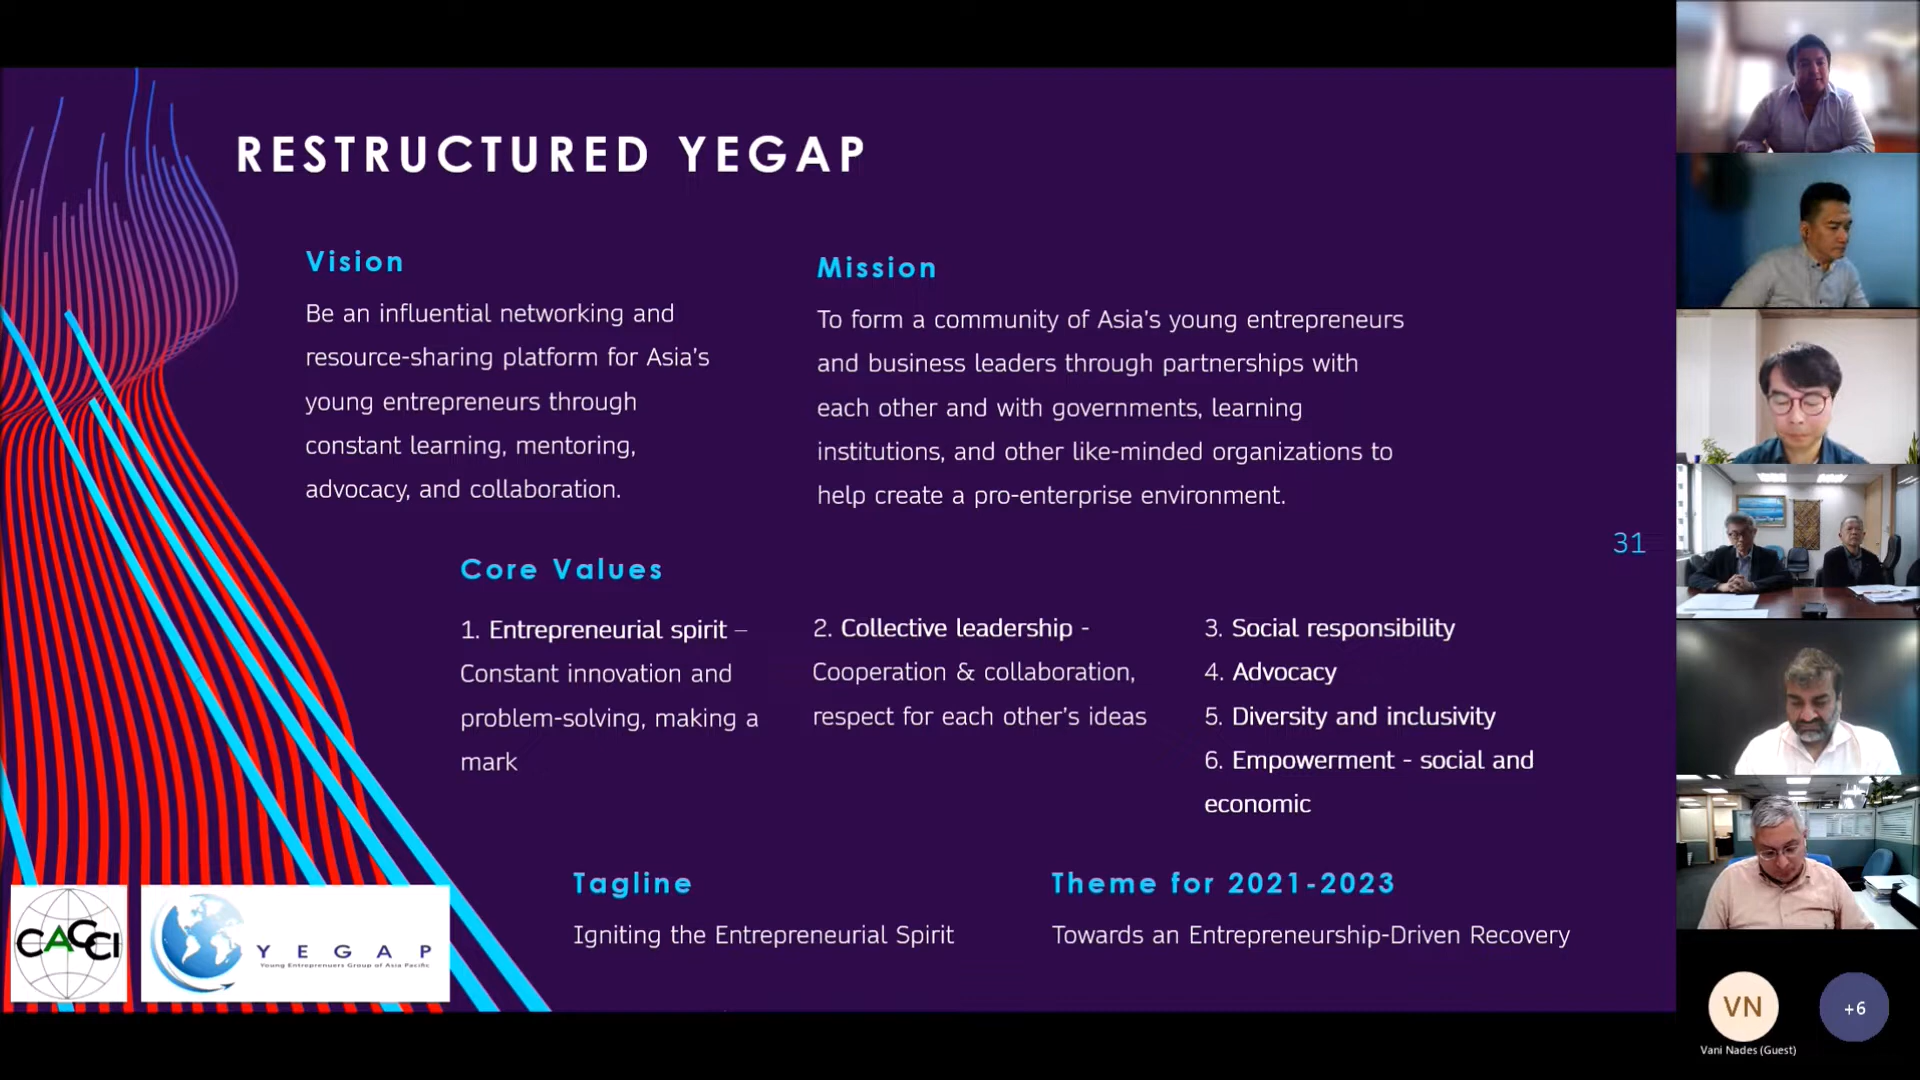 RESTRUCTURED YEGAP
Vision
Be an influential networking and
resource-sharing platform for Asia's
young entrepreneurs through
constant learning, mentoring,
advocacy, and collaboration.
Mission
To form a community of Asia's young entrepreneurs
and business leaders through partnerships with
each other and with governments, learning
institutions, and other like-minded organizations to
help create a pro-enterprise environment.
31
Core Values
1. Entrepreneurial spirit –
Constant innovation and
problem-solving, making a
mark
2. Collective leadership -
Cooperation & collaboration,
respect for each other's ideas
3. Social responsibility
4. Advocacy
5. Diversity and inclusivity
6. Empowerment - social and
economic
Tagline
Igniting the Entrepreneurial Spirit
Theme for 2021-2023
Towards an Entrepreneurship-Driven Recovery
CACCI
YEGAP
Young Entreprenuers Group of Asia Pacific
VN
+6
Vani Nades (Guest)